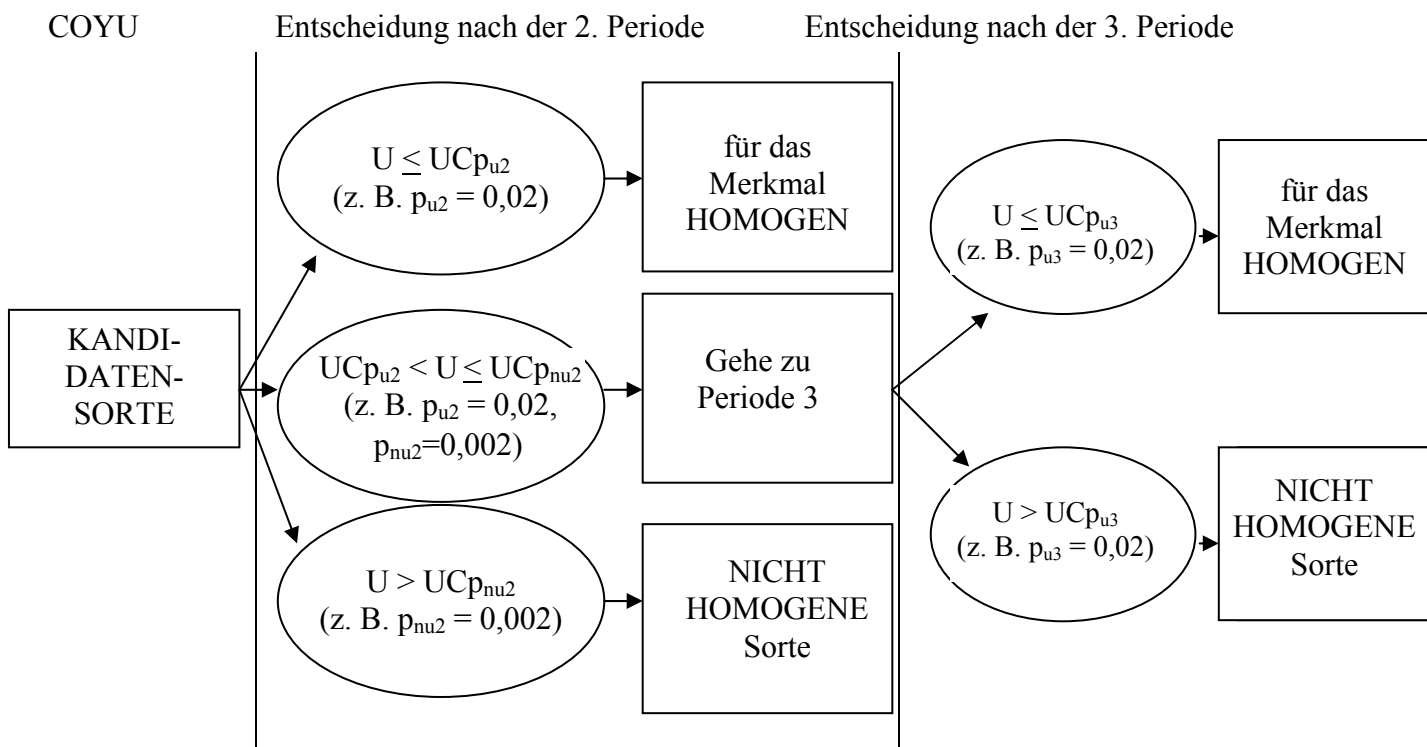 COYU
Entscheidung nach der 2. Periode
Entscheidung nach der 3. Periode
KANDI-
DATEN-
SORTE
U ≤ UCpu2
(z. B. pu2 = 0,02)
für das
Merkmal
HOMOGEN
UCpu2 < U ≤ UCpnu2
(z. B. pu2 = 0,02,
pnu2=0,002)
Gehe zu
Periode 3
U > UCpnu2
(z. B. pnu2 = 0,002)
NICHT
HOMOGENE
Sorte
U ≤ UCpu3
(z. B. pu3 = 0,02)
für das
Merkmal
HOMOGEN
U > UCpu3
(z. B. pu3 = 0,02)
NICHT
HOMOGENE
Sorte